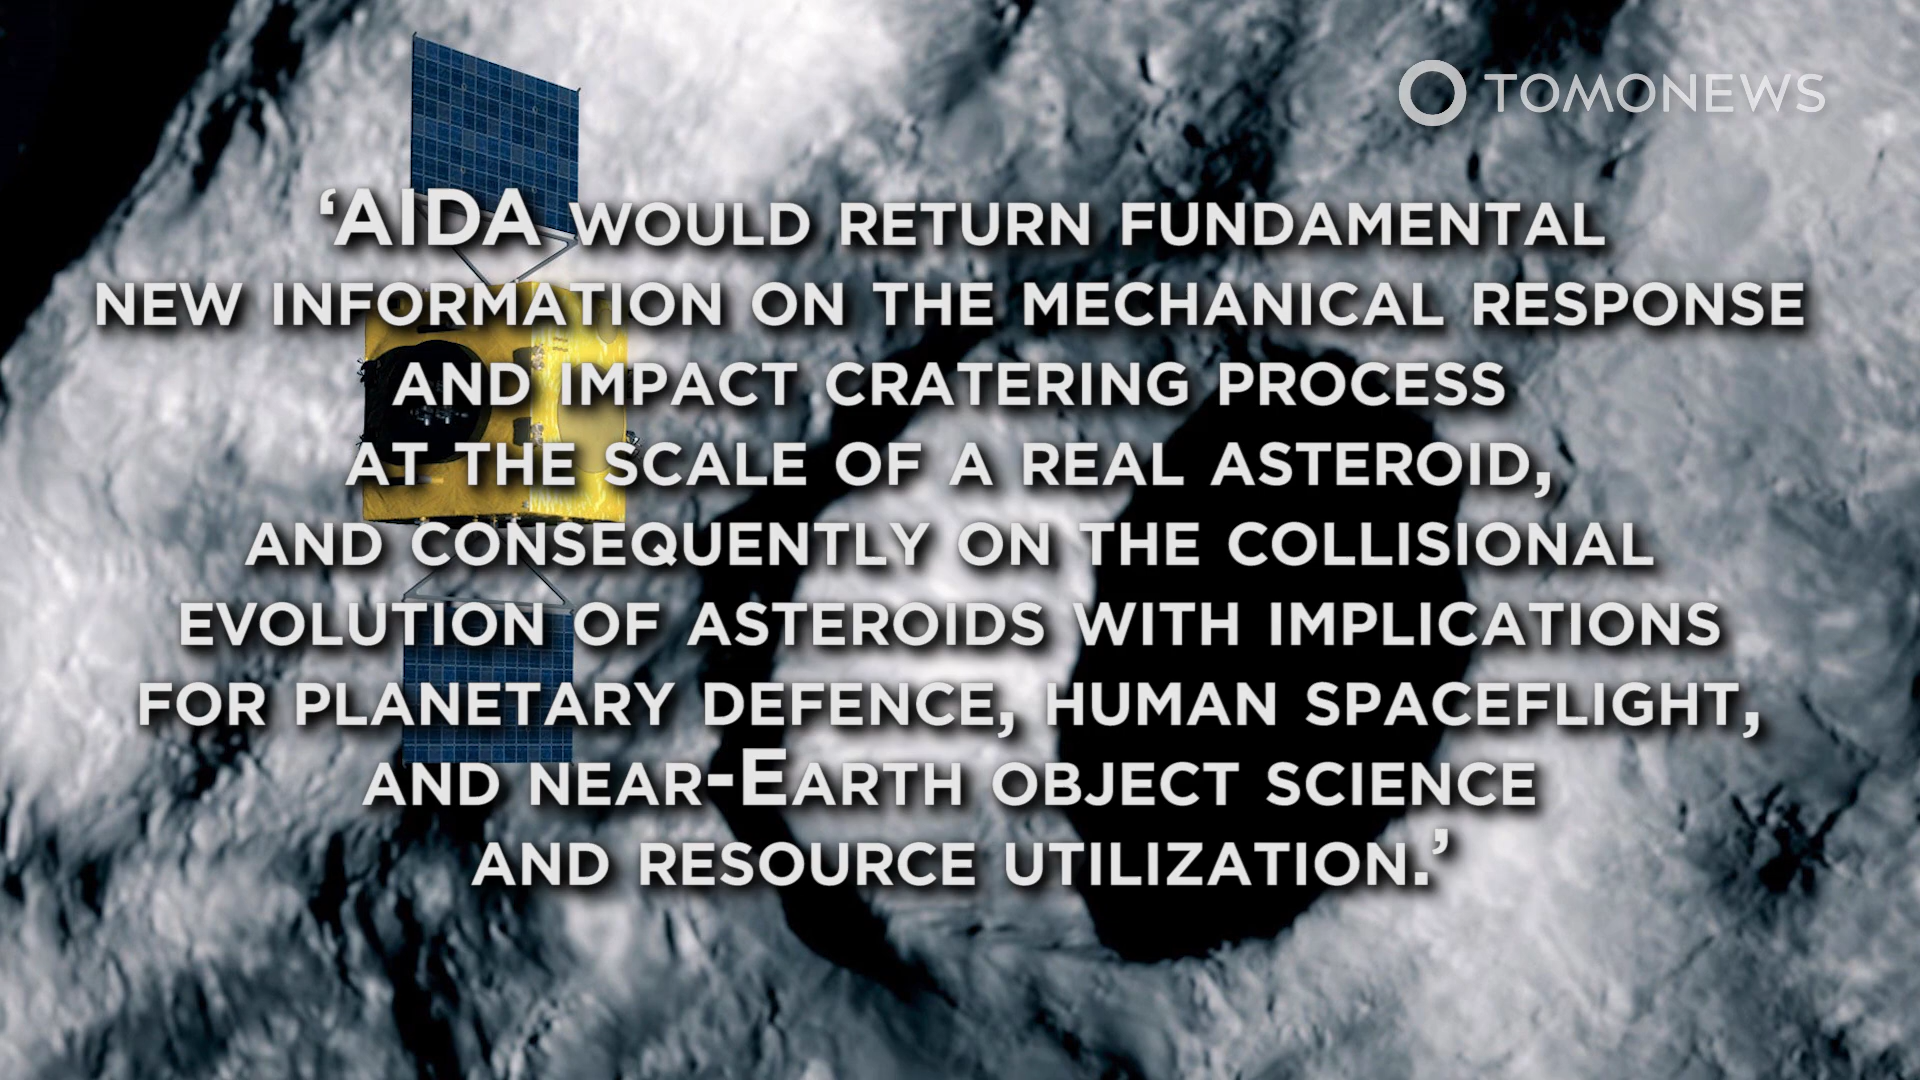 TOMONEWS
‘AIDA WOULD RETURN FUNDAMENTAL
NEW INFORMATION ON THE MECHANICAL RESPONSE
AND IMPACT CRATERING PROCESS
AT THE SCALE OF A REAL ASTEROID,
AND CONSEQUENTLY ON THE COLLISIONAL
EVOLUTION OF ASTEROIDS WITH IMPLICATIONS
FOR PLANETARY DEFENCE, HUMAN SPACEFLIGHT,
AND NEAR-EARTH OBJECT SCIENCE
AND RESOURCE UTILIZATION.’